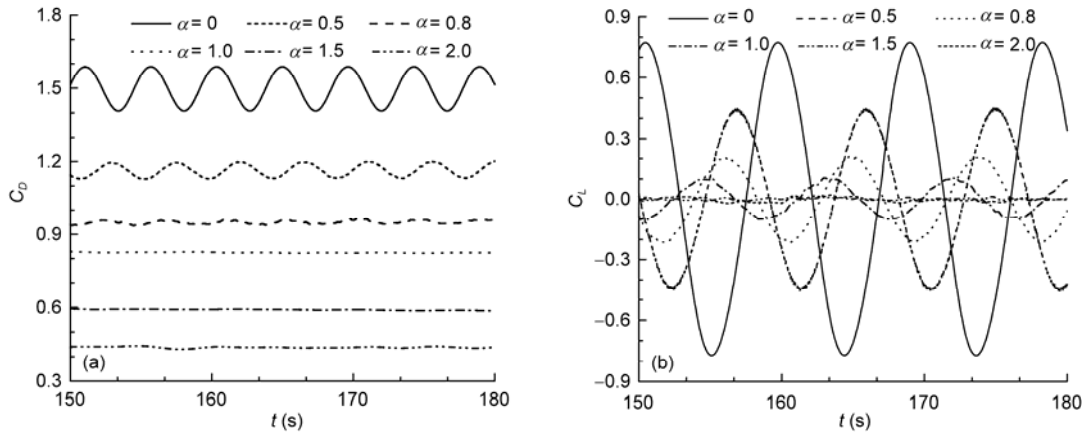 α = 0 α = 0.5 α = 0.8
α = 1.0 α = 1.5 α = 2.0
1.8
1.5
1.2
0.9
0.6
0.3
C_D
(a)
150 160 170 180
t (s)
α = 0 α = 0.5 α = 0.8
α = 1.0 α = 1.5 α = 2.0
0.9
0.6
0.3
0.0
−0.3
−0.6
−0.9
C_L
(b)
150 160 170 180
t (s)